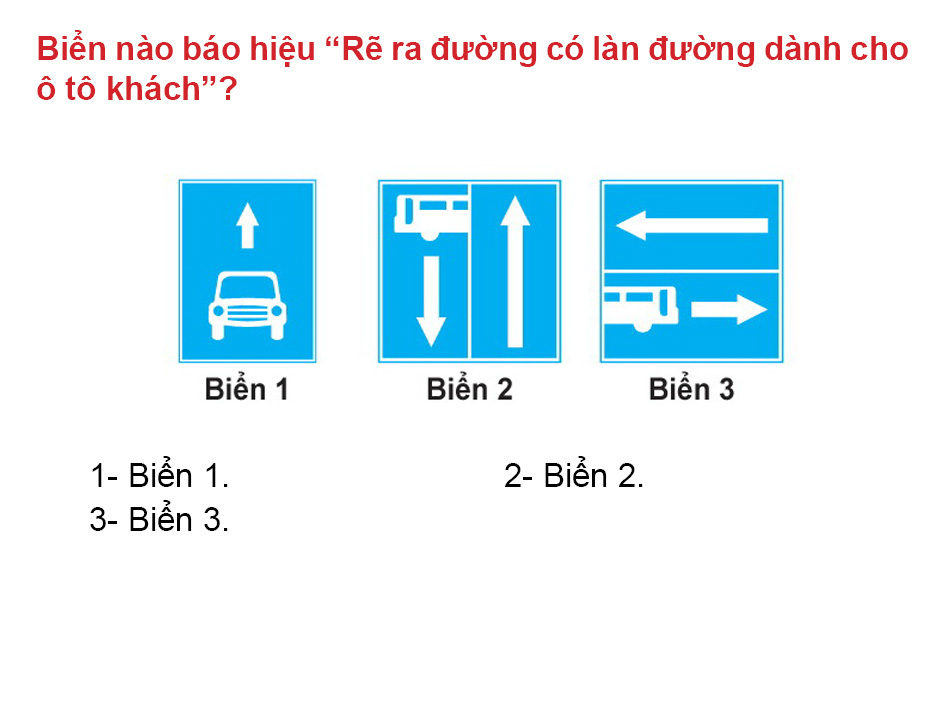 Biển nào báo hiệu “Rẽ ra đường có làn đường dành cho
ô tô khách”?
Biển 1 Biển 2 Biển 3
1- Biển 1. 2- Biển 2.
3- Biển 3.